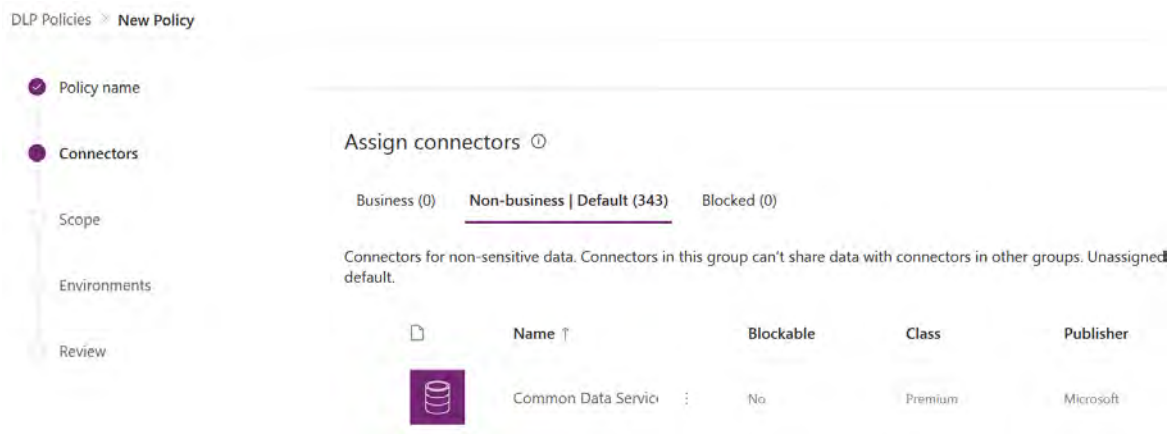 DLP Policies > New Policy
Policy name
Connectors
Scope
Environments
Review
Assign connectors
Business (0) Non-business | Default (343) Blocked (0)
Connectors for non-sensitive data. Connectors in this group can't share data with connectors in other groups. Unassigned
default.
Name ↑ Blockable Class Publisher
Common Data Servic No Premium Microsoft